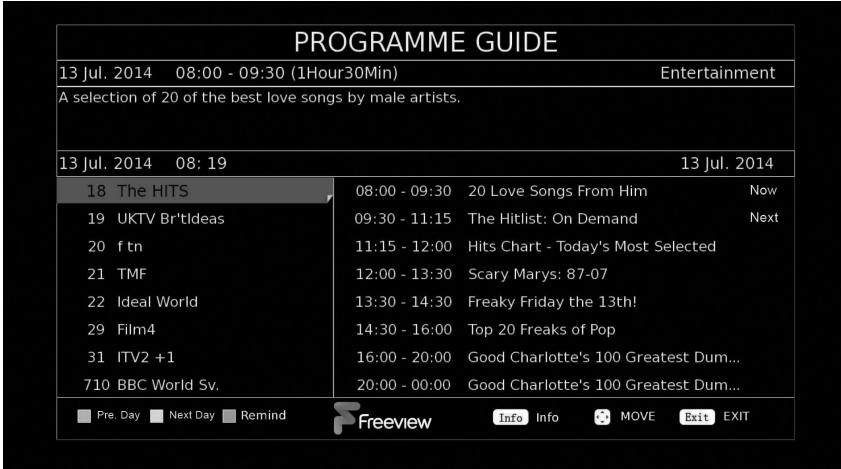 PROGRAMME GUIDE
13 Jul. 2014 08:00 - 09:30 (1Hour30Min) Entertainment
A selection of 20 of the best love songs by male artists.
13 Jul. 2014 08: 19 13 Jul. 2014
18 The HITS 08:00 - 09:30 20 Love Songs From Him Now
19 UKTV Br'tIdeas 09:30 - 11:15 The Hitlist: On Demand Next
20 f tn 11:15 - 12:00 Hits Chart - Today's Most Selected
21 TMF 12:00 - 13:30 Scary Marys: 87-07
22 Ideal World 13:30 - 14:30 Freaky Friday the 13th!
29 Film4 14:30 - 16:00 Top 20 Freaks of Pop
31 ITV2 +1 16:00 - 20:00 Good Charlotte's 100 Greatest Dum...
710 BBC World Sv. 20:00 - 00:00 Good Charlotte's 100 Greatest Dum...
Pre. Day Next Day Remind Freeview Info Info MOVE Exit EXIT